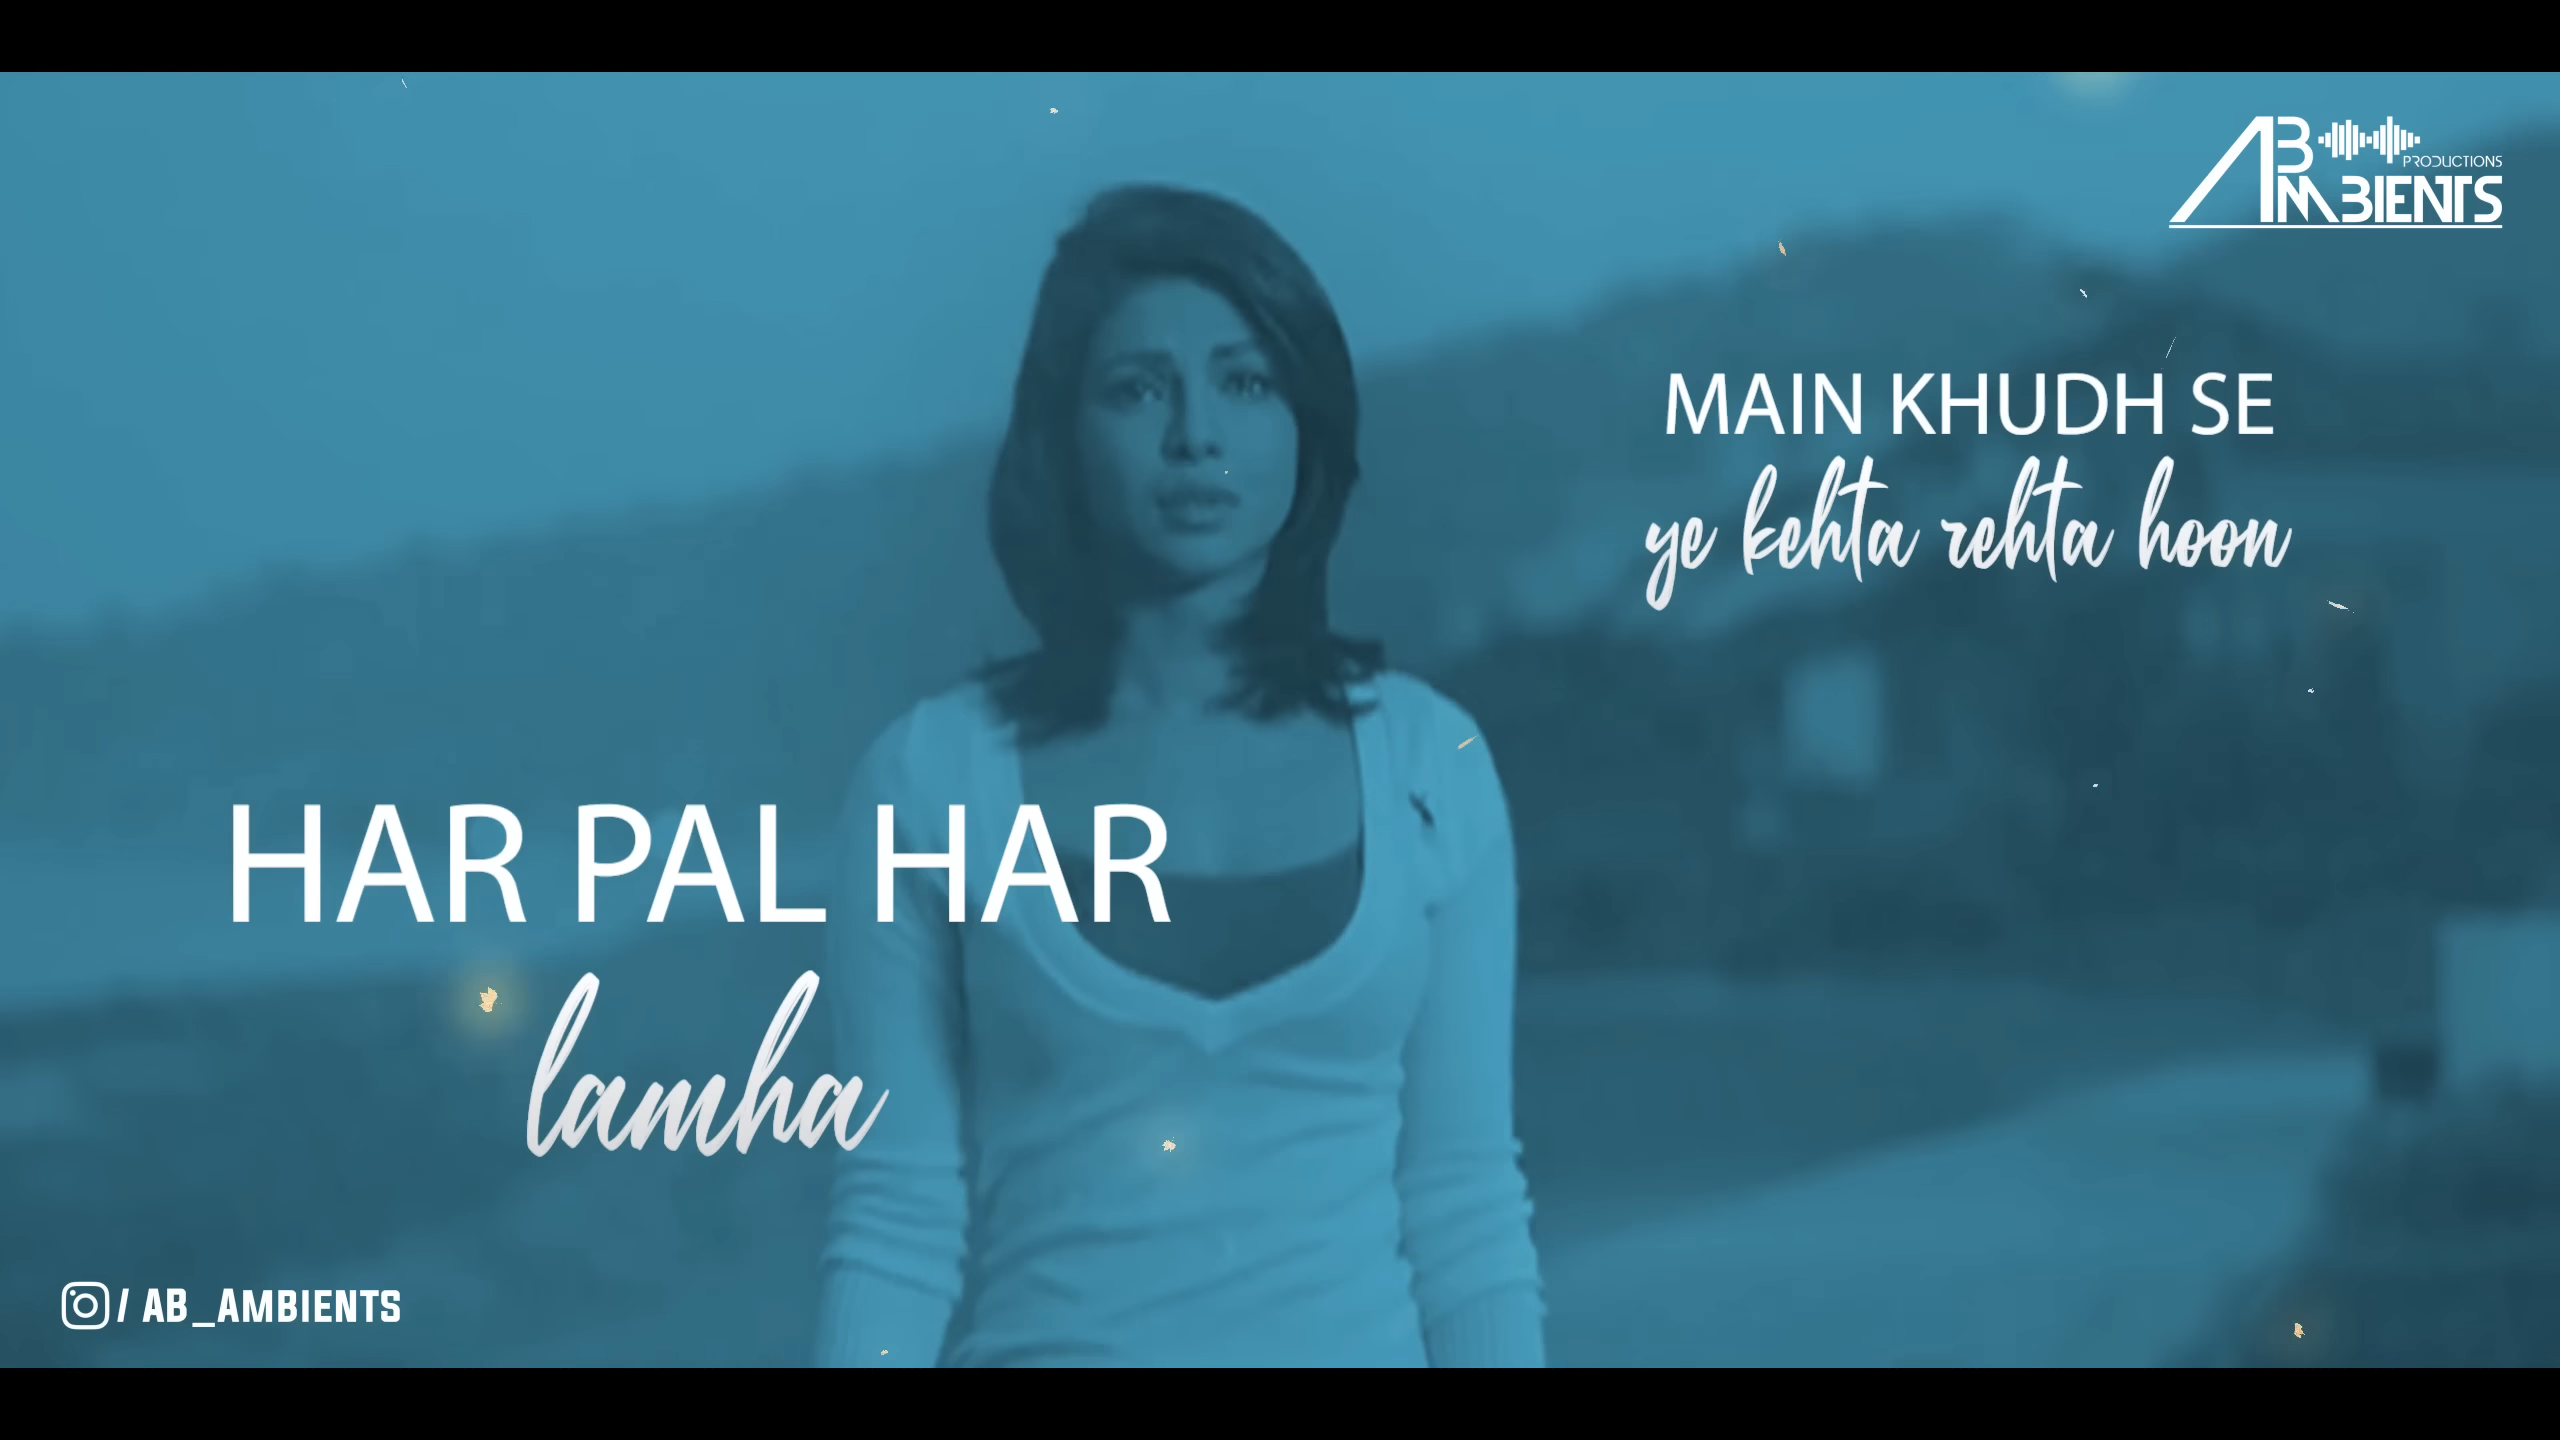 AB PRODUCTIONS
AMBIENTS
MAIN KHUDH SE
ye kehta rehta hoon
HAR PAL HAR
lamha
/ AB_AMBIENTS